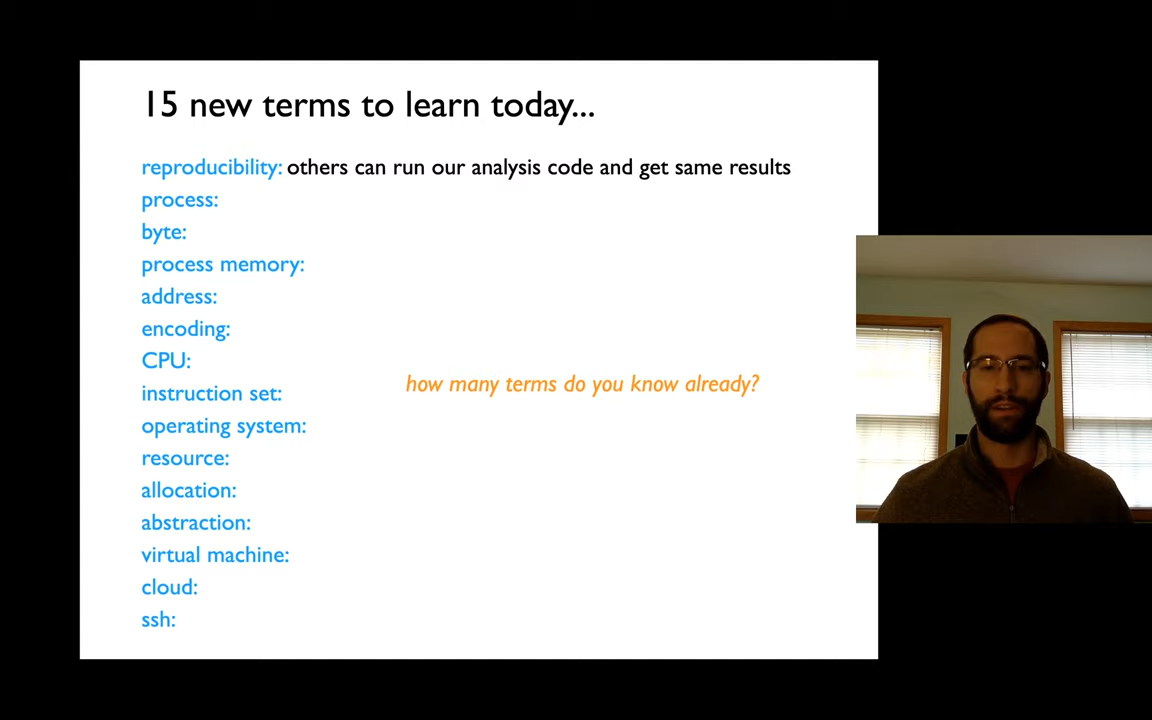 15 new terms to learn today...
reproducibility: others can run our analysis code and get same results
process:
byte:
process memory:
address:
encoding:
CPU:
how many terms do you know already?
instruction set:
operating system:
resource:
allocation:
abstraction:
virtual machine:
cloud:
ssh: